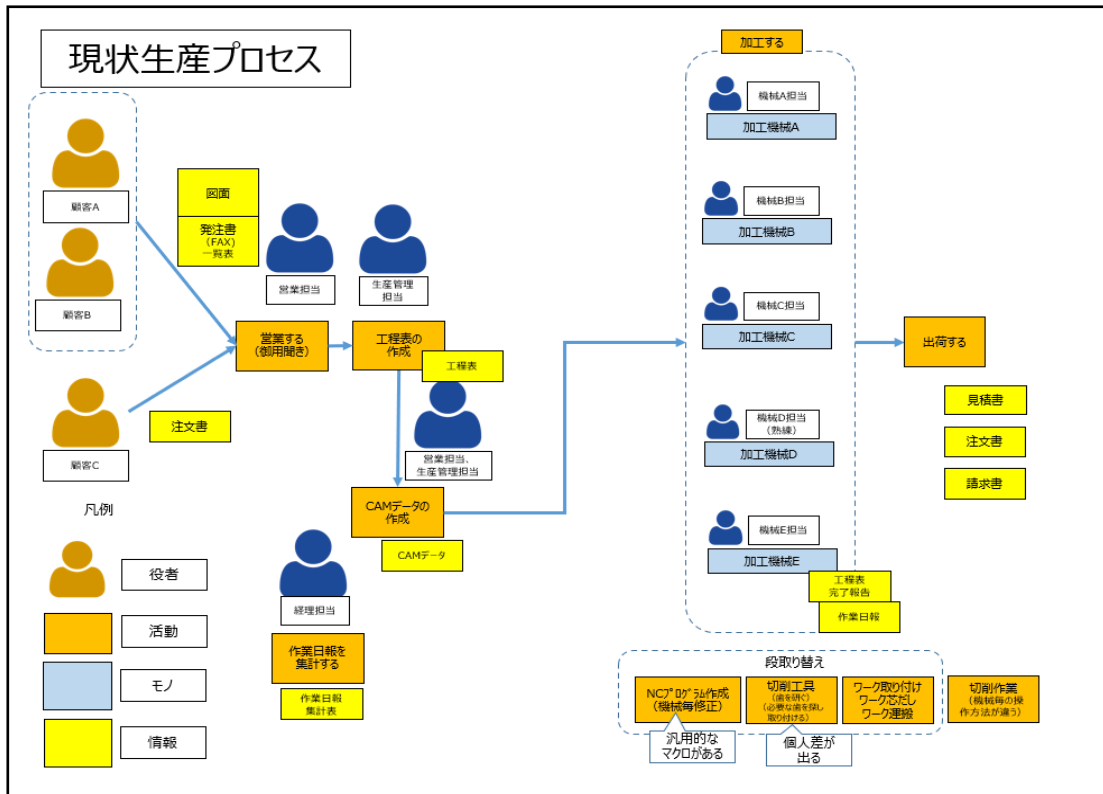 現状生産プロセス
顧客A
顧客B
顧客C
図面
発注書
(FAX)
一覧表
注文書
営業担当
生産管理
担当
営業する
(御用聞き)
工程表の
作成
工程表
営業担当、
生産管理担当
CAMデータの
作成
CAMデータ
経理担当
作業日報を
集計する
作業日報
集計表
凡例
役者
活動
モノ
情報
加工する
機械A担当
加工機械A
機械B担当
加工機械B
機械C担当
加工機械C
機械D担当
(熟練)
加工機械D
機械E担当
加工機械E
工程表
完了報告
作業日報
出荷する
見積書
注文書
請求書
段取り替え
NCプログラム作成
(機械毎修正)
切削工具
(歯を研ぐ)
(必要な歯を探し
取り付ける)
ワーク取り付け
ワーク芯だし
ワーク運搬
切削作業
(機械毎の操
作方法が違う)
汎用的な
マクロがある
個人差が
出る